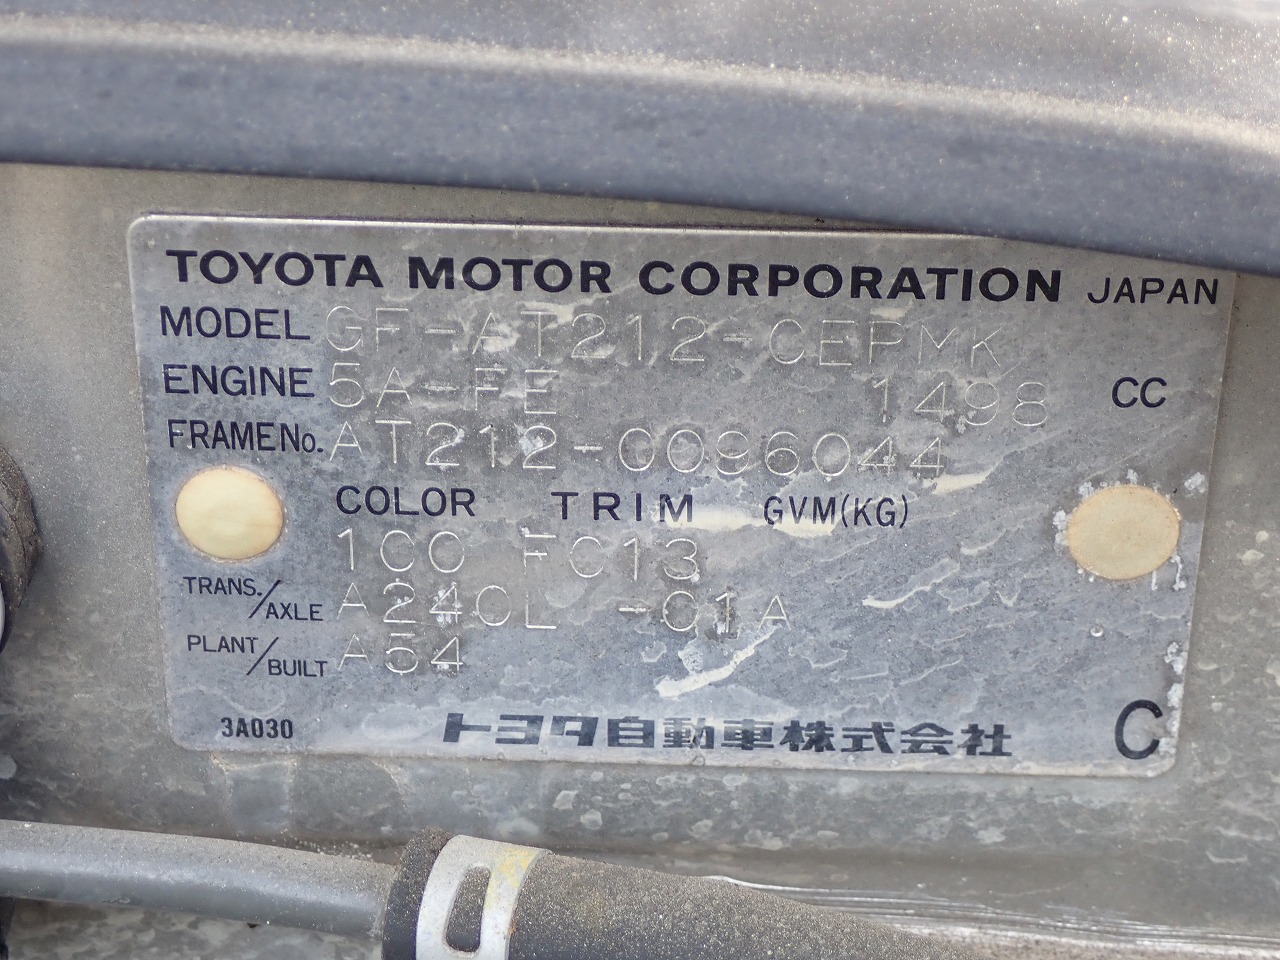 TOYOTA MOTOR CORPORATION JAPAN
MODEL GF-AT212-CEPMK
ENGINE 5A-FE 1498 CC
FRAME No. AT212-0096044
COLOR TRIM GVM(KG)
1C0 FC13
TRANS./AXLE A240L -01A
PLANT/BUILT A54
3A030 トヨタ自動車株式会社 C